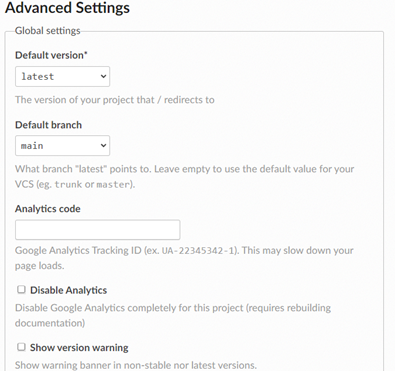 Advanced Settings
Global settings
Default version*
latest
The version of your project that / redirects to
Default branch
main
What branch "latest" points to. Leave empty to use the default value for your
VCS (eg. trunk or master).
Analytics code
Google Analytics Tracking ID (ex. UA-22345342-1). This may slow down your
page loads.
Disable Analytics
Disable Google Analytics completely for this project (requires rebuilding
documentation)
Show version warning
Show warning banner in non-stable nor latest versions.